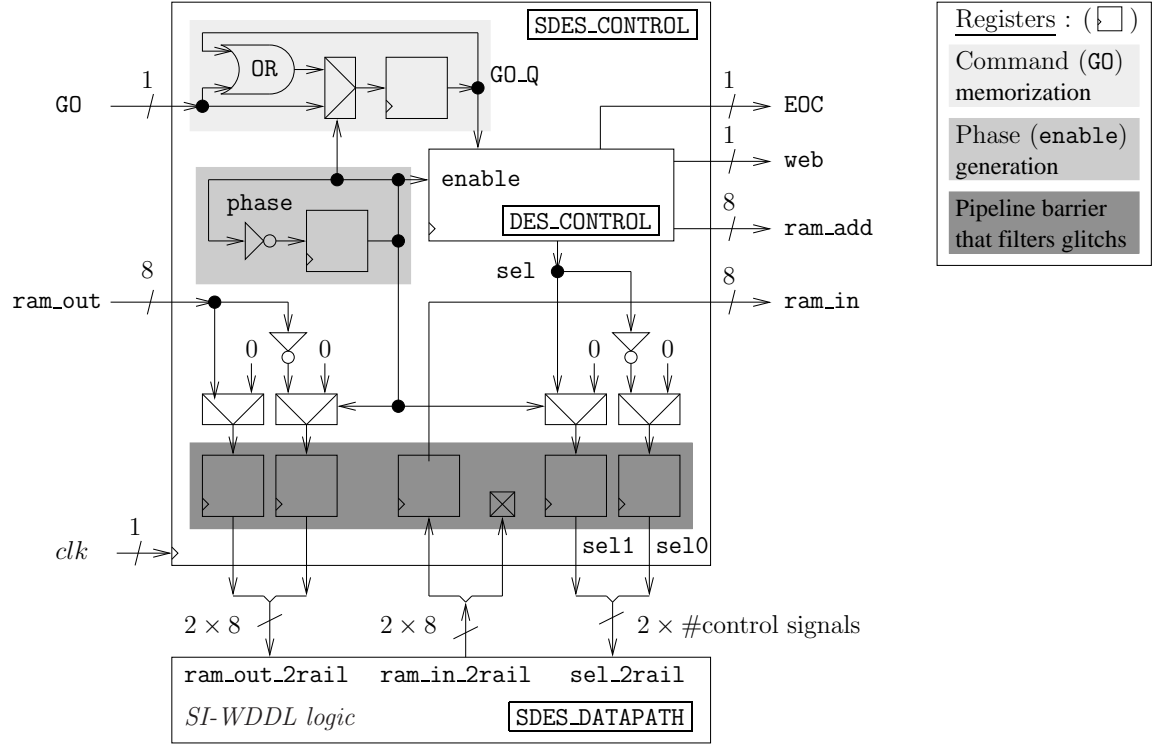 SDES_CONTROL
Registers : ( )
Command (GO)
memorization
Phase (enable)
generation
Pipeline barrier
that filters glitchs
OR
GO_Q
GO
1
1
EOC
1
web
enable
phase
DES_CONTROL
8
ram_add
sel
8
ram_out
8
ram_in
0
0
0
0
clk
1
sel1
sel0
2 × 8
2 × 8
2 × #control signals
ram_out_2rail
ram_in_2rail
sel_2rail
SI-WDDL logic
SDES_DATAPATH